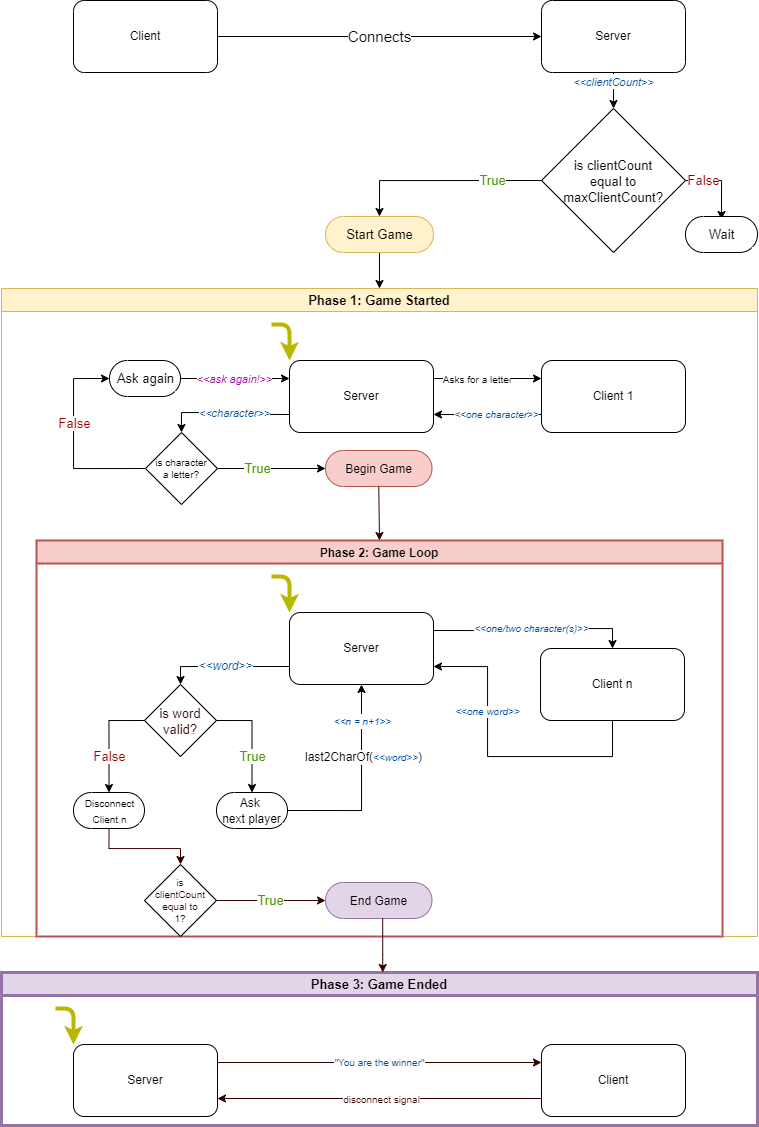 Client
Connects
Server
<<clientCount>>
is clientCount
equal to
maxClientCount?
True
False
Start Game
Wait
Phase 1: Game Started
Ask again
<<ask again!>>
Server
Asks for a letter
Client 1
<<character>>
<<one character>>
False
is character
a letter?
True
Begin Game
Phase 2: Game Loop
Server
<<one/two character(s)>>
<<word>>
Client n
is word
valid?
<<n = n+1>>
<<one word>>
False
True
last2CharOf(<<word>>)
Disconnect
Client n
Ask
next player
is
clientCount
equal to
1?
True
End Game
Phase 3: Game Ended
Server
"You are the winner"
Client
disconnect signal